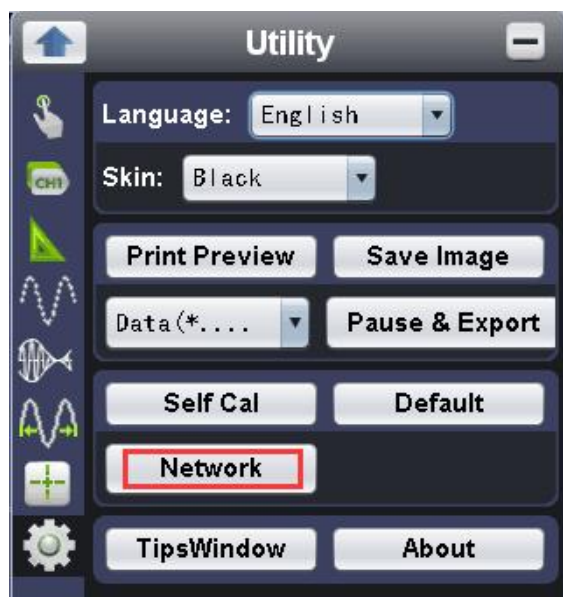 Utility
Language: English
CH1
Skin: Black
Print Preview Save Image
Data(*.... Pause & Export
Self Cal Default
Network
TipsWindow About